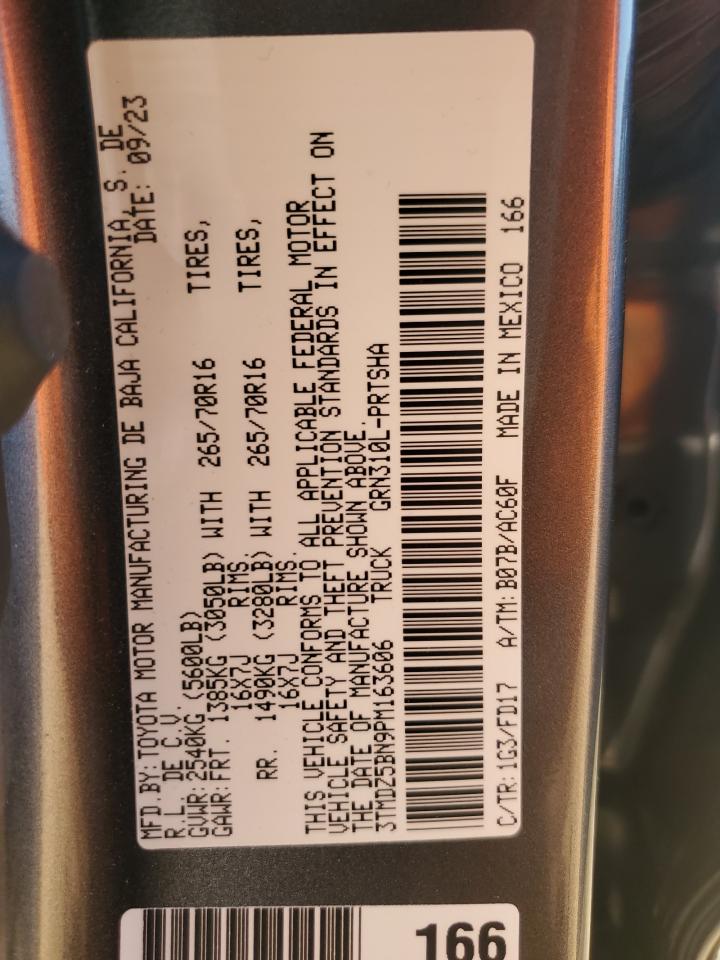 MFD.BY:TOYOTA MOTOR MANUFACTURING DE BAJA CALIFORNIA, S. DE
R.L. DE C.V. DATE: 09/23
GVWR:2540KG (5600LB)
GAWR:FRT. 1385KG (3050LB) WITH 265/70R16 TIRES,
16X7J RIMS.
RR. 1490KG (3280LB) WITH 265/70R16 TIRES,
16X7J RIMS.
THIS VEHICLE CONFORMS TO ALL APPLICABLE FEDERAL MOTOR
VEHICLE SAFETY AND THEFT PREVENTION STANDARDS IN EFFECT ON
THE DATE OF MANUFACTURE SHOWN ABOVE.
3TMDZ5BN9PM163606 TRUCK GRN310L-PRTSHA
C/TR:1G3/FD17 A/TM:B07B/AC60F MADE IN MEXICO 166
166